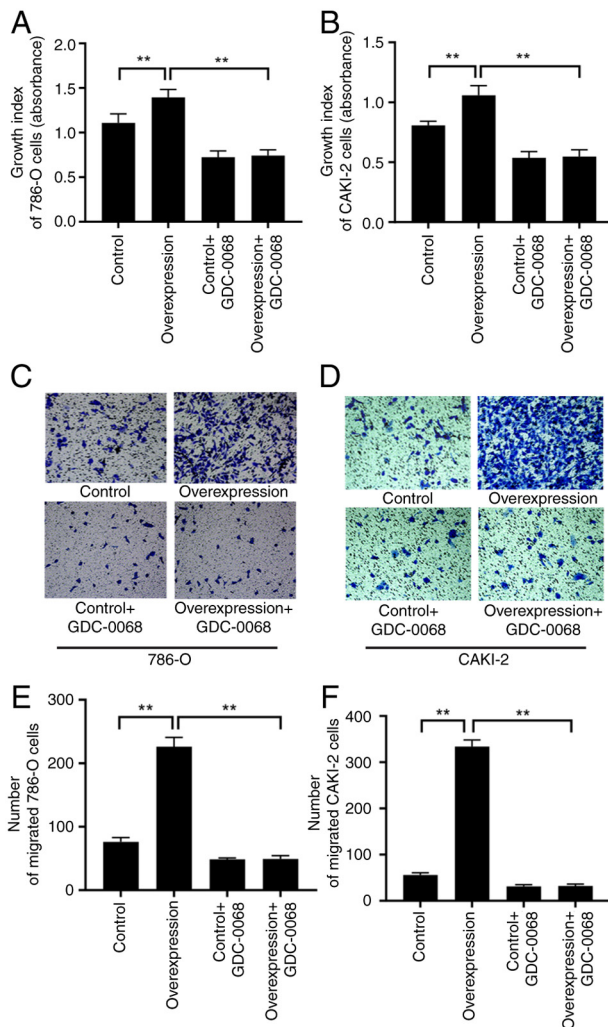 A
Growth index
of 786-O cells (absorbance)
2.0
1.5
1.0
0.5
0.0
**
**
Control
Overexpression
Control+
GDC-0068
Overexpression+
GDC-0068
B
Growth index
of CAKI-2 cells (absorbance)
1.5
1.0
0.5
0.0
**
**
Control
Overexpression
Control+
GDC-0068
Overexpression+
GDC-0068
C
Control
Overexpression
Control+
GDC-0068
Overexpression+
GDC-0068
786-O
D
Control
Overexpression
Control+
GDC-0068
Overexpression+
GDC-0068
CAKI-2
E
Number
of migrated 786-O cells
300
200
100
50
0
**
**
Control
Overexpression
Control+
GDC-0068
Overexpression+
GDC-0068
F
Number
of migrated CAKI-2 cells
400
300
200
100
50
0
**
**
Control
Overexpression
Control+
GDC-0068
Overexpression+
GDC-0068